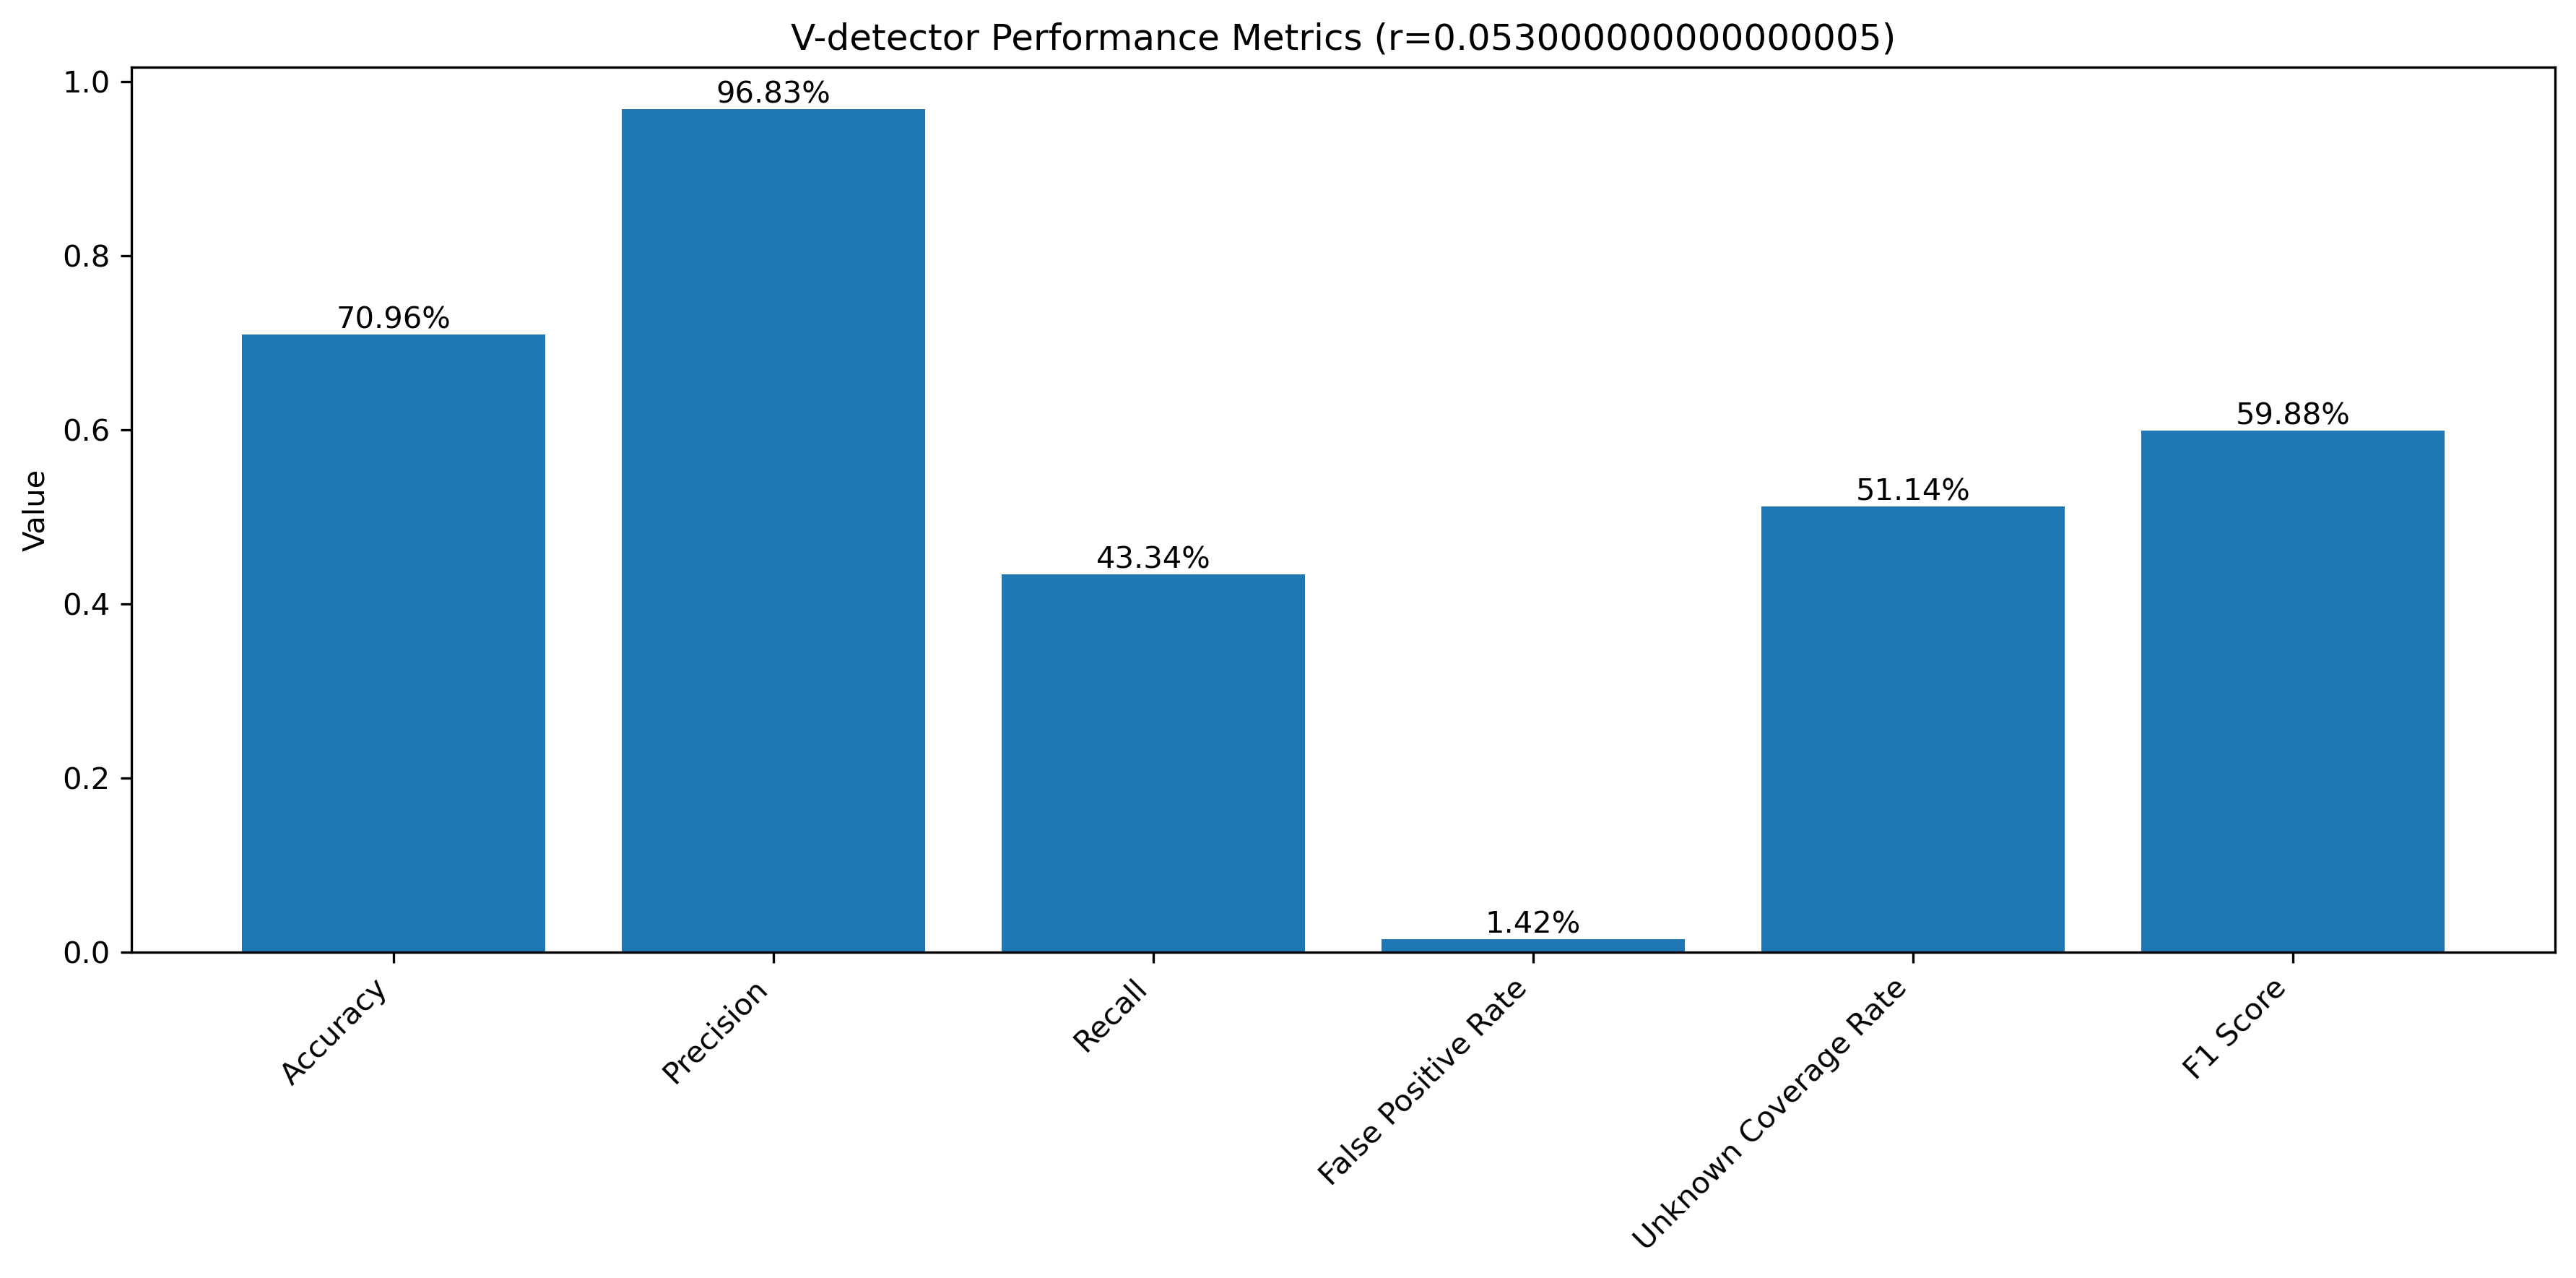 V-detector Performance Metrics (r=0.053000000000000005)
1.0
0.8
0.6
0.4
0.2
0.0
Value
70.96%
96.83%
43.34%
1.42%
51.14%
59.88%
Accuracy
Precision
Recall
False Positive Rate
Unknown Coverage Rate
F1 Score